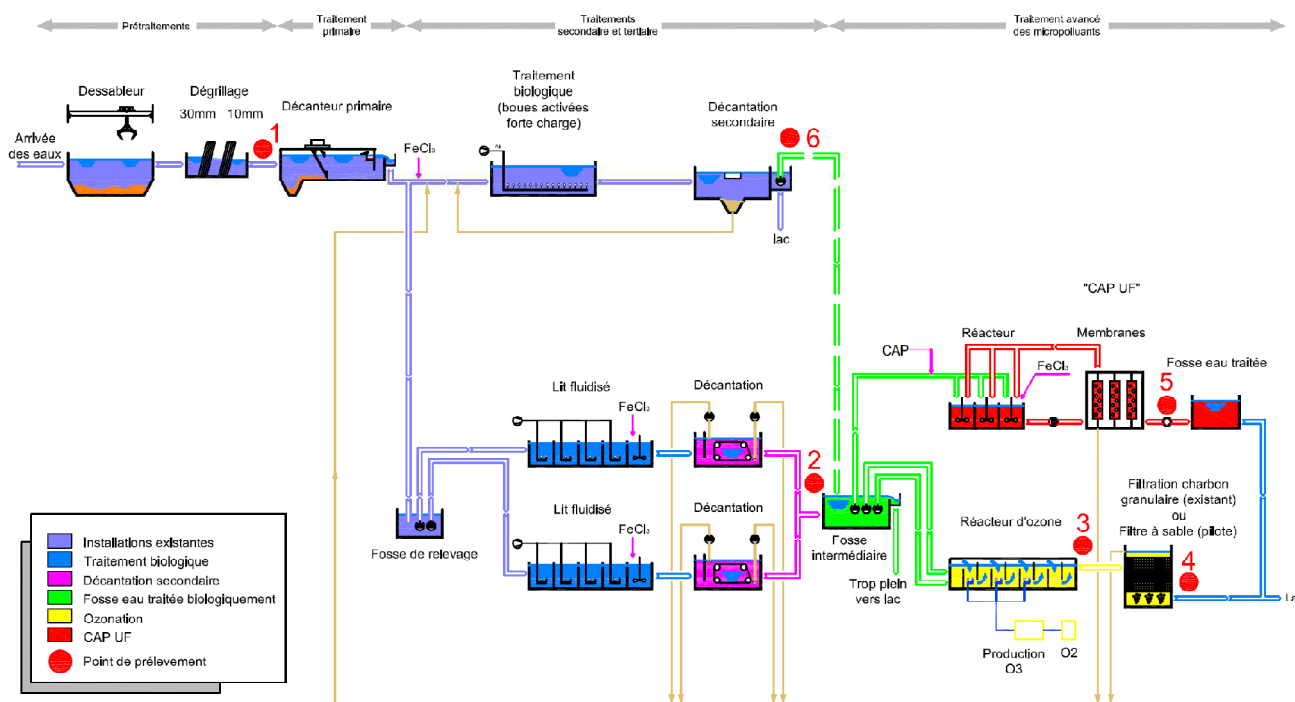 Prétraitements
Traitement
primaire
Traitements
secondaire et tertiaire
Traitement avancé
des micropolluants
Dessableur
Dégrillage
30mm 10mm
Arrivée
des eaux
1
Décanteur primaire
FeCl₃
Traitement
biologique
(boues activées
forte charge)
Décantation
secondaire
6
lac
"CAP UF"
CAP
Réacteur
Membranes
FeCl₃
Fosse eau traitée
5
Lit fluidisé
FeCl₃
Décantation
2
Fosse de relevage
Lit fluidisé
FeCl₃
Décantation
Fosse
intermédiaire
Trop plein
vers lac
Réacteur d'ozone
3
Filtration charbon
granulaire (existant)
ou
Filtre à sable (pilote)
4
Production
O3
O2
La
Installations existantes
Traitement biologique
Décantation secondaire
Fosse eau traitée biologiquement
Ozonation
CAP UF
Point de prélevement